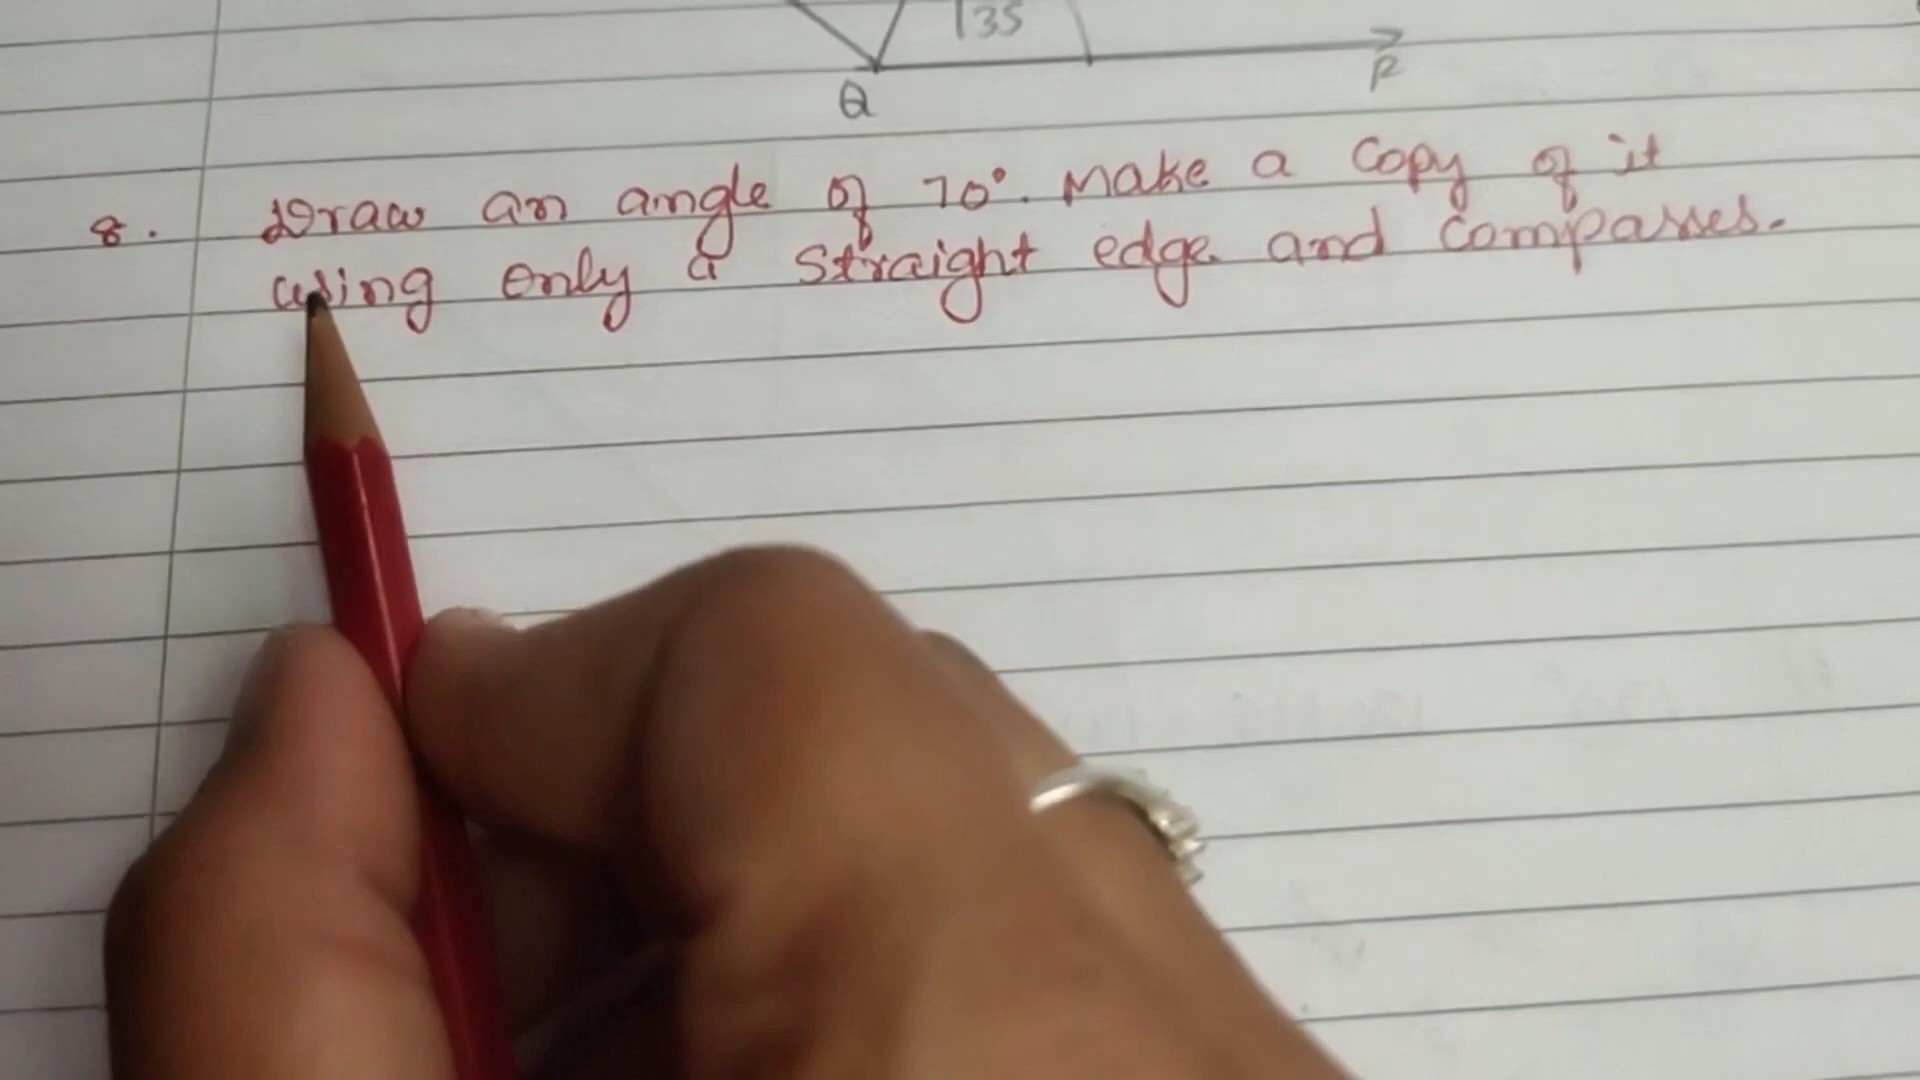 135
Q
R
8. Draw an angle of 70°. Make a Copy of it
using only a straight edge and compasses.